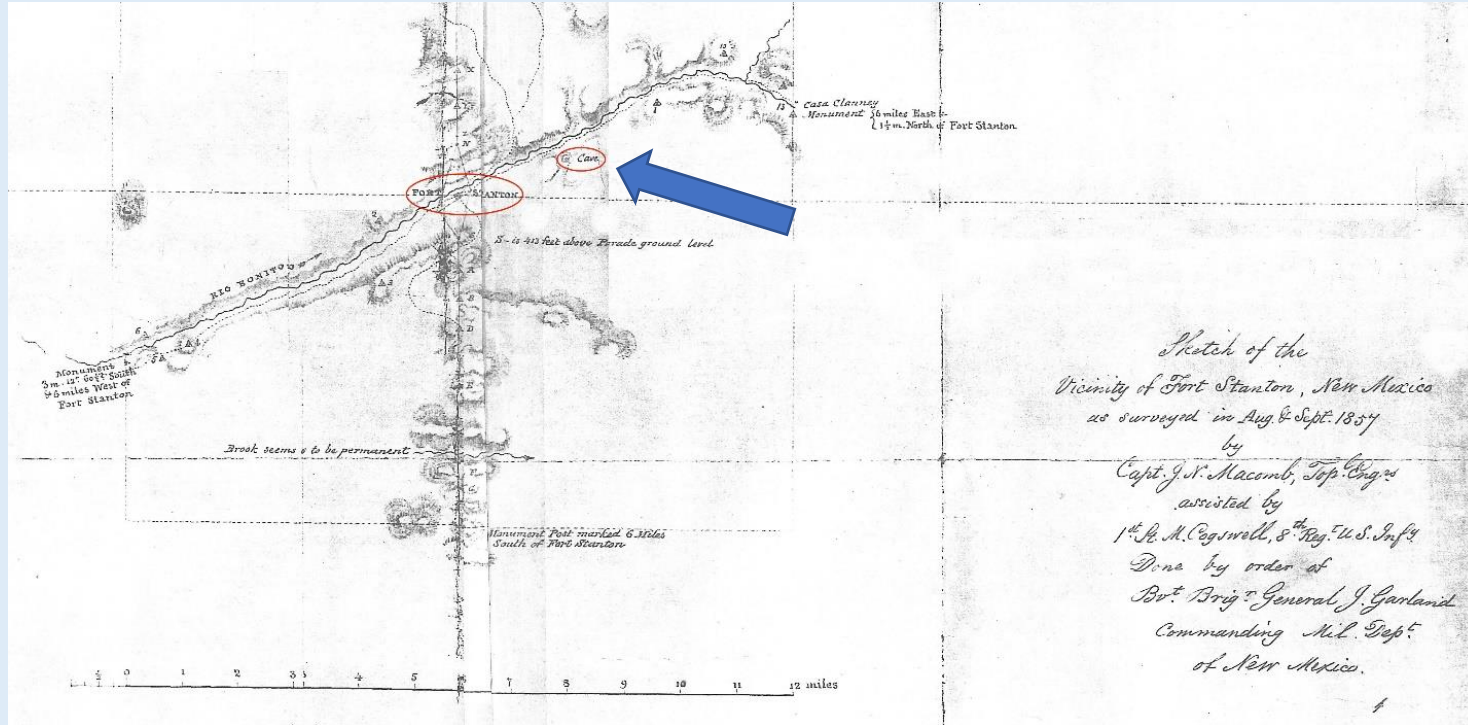 Casa Clanney
Monument { 6 miles East &
1½ m. North of Fort Stanton
Cave
FORT STANTON
S - is 413 feet above Parade ground level
RIO BONITO
Monument
3 m. 12" 60 ft South
& 6 miles West of
Fort Stanton
Brook seems to be permanent
Monument Post marked 6 Miles
South of Fort Stanton
Sketch of the
Vicinity of Fort Stanton, New Mexico
as surveyed in Aug. & Sept. 1857
by
Capt. J. N. Macomb, Top. Engrs
assisted by
1st Lt. M. Cogswell, 8th Regt U.S. Infy
Done by order of
Bvt. Brigr General J. Garland
Commanding Mil. Dept.
of New Mexico.
0 1 2 3 4 5 6 7 8 9 10 11 12 miles